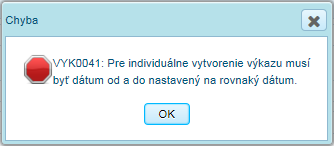 Chyba
VYK0041: Pre individuálne vytvorenie výkazu musí
byť dátum od a do nastavený na rovnaký dátum.
OK